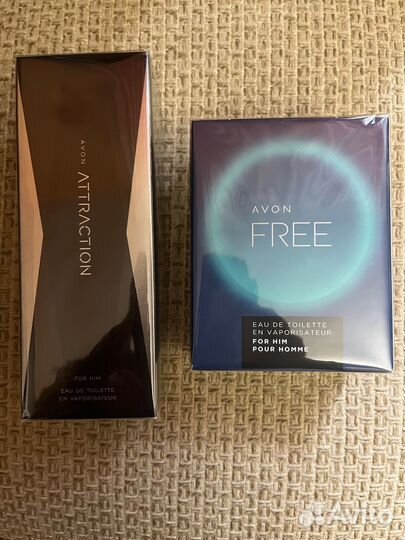 AVON ATTRACTION
FOR HIM
EAU DE TOILETTE
EN VAPORISATEUR
AVON
FREE
EAU DE TOILETTE
EN VAPORISATEUR
FOR HIM
POUR HOMME
Avito